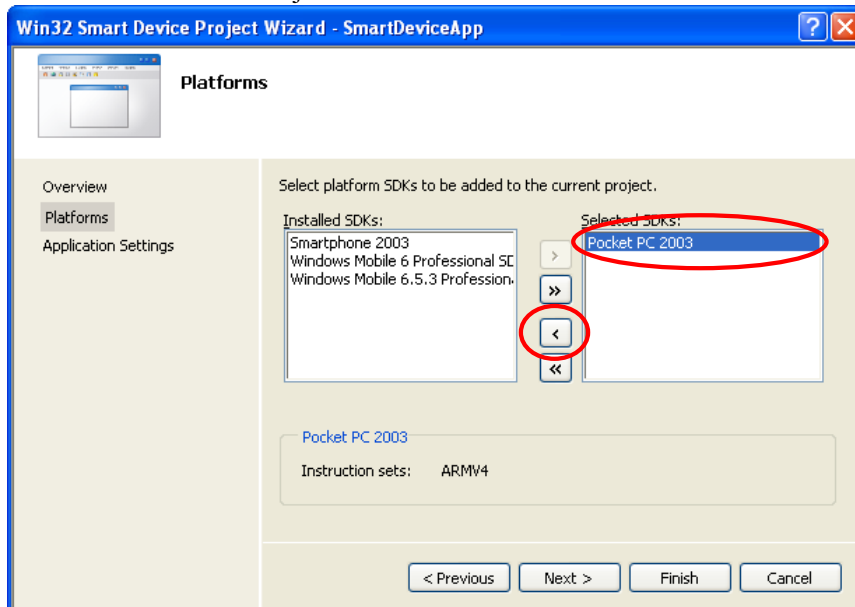 Win32 Smart Device Project Wizard - SmartDeviceApp
Platforms
Overview
Platforms
Application Settings
Select platform SDKs to be added to the current project.
Installed SDKs:
Smartphone 2003
Windows Mobile 6 Professional SD
Windows Mobile 6.5.3 Profession
>
>>
<
<<
Selected SDKs:
Pocket PC 2003
Pocket PC 2003
Instruction sets: ARMV4
< Previous
Next >
Finish
Cancel